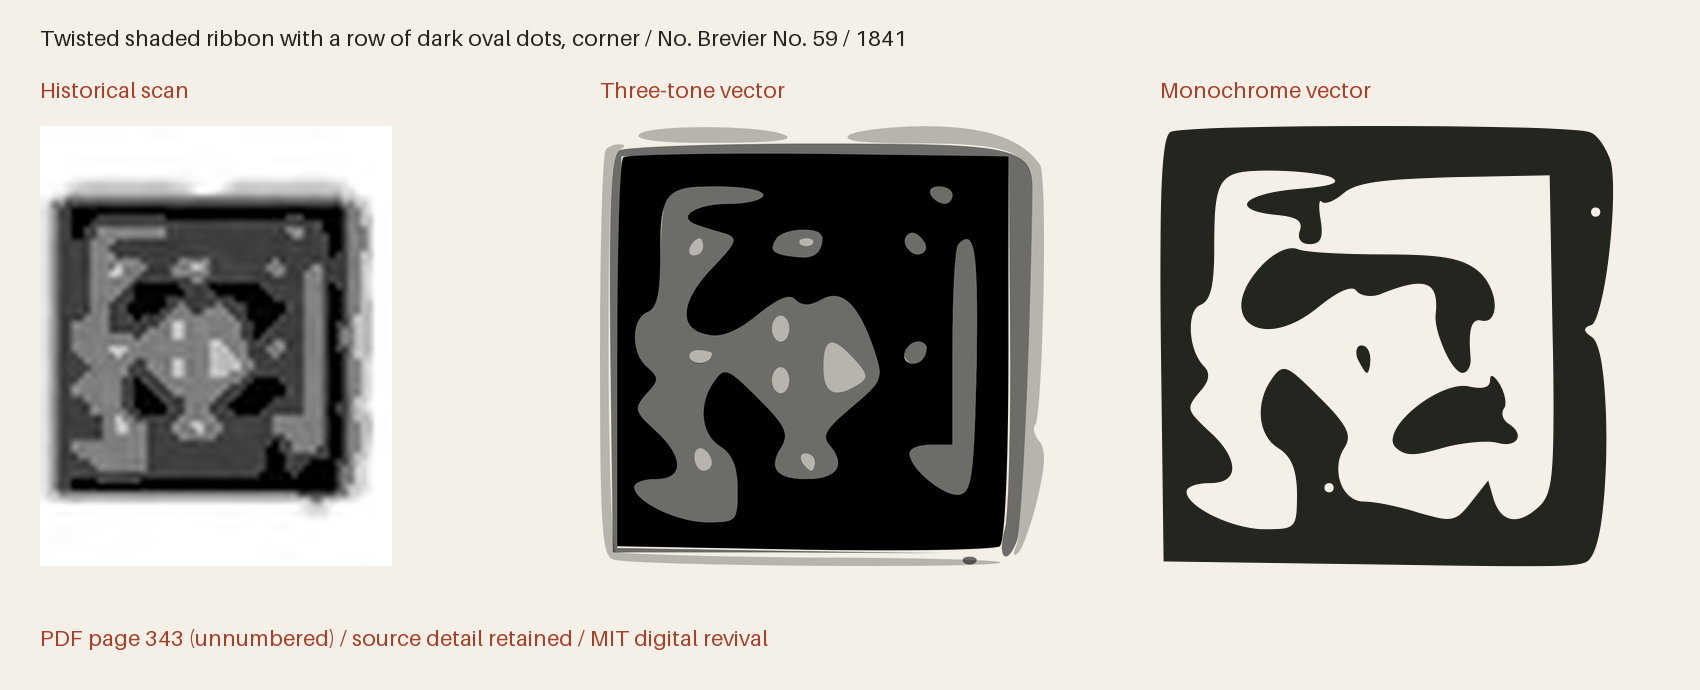 Twisted shaded ribbon with a row of dark oval dots, corner / No. Brevier No. 59 / 1841
Historical scan
Three-tone vector
Monochrome vector
PDF page 343 (unnumbered) / source detail retained / MIT digital revival